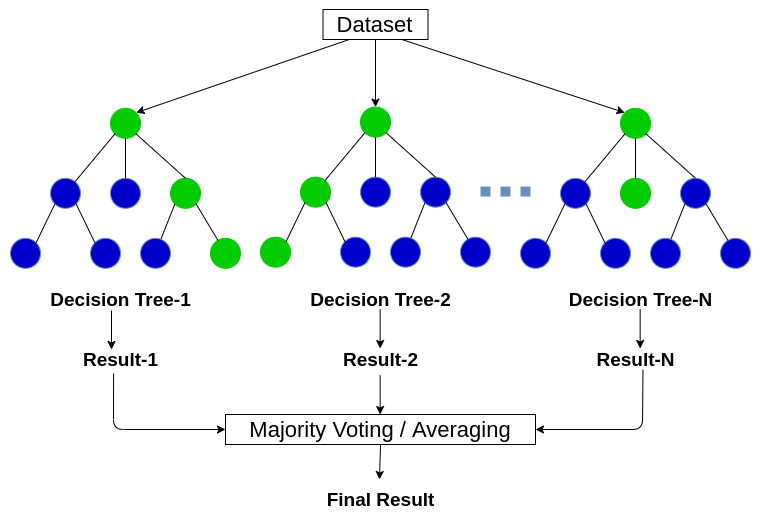 Dataset
Decision Tree-1
Decision Tree-2
Decision Tree-N
Result-1
Result-2
Result-N
Majority Voting / Averaging
Final Result